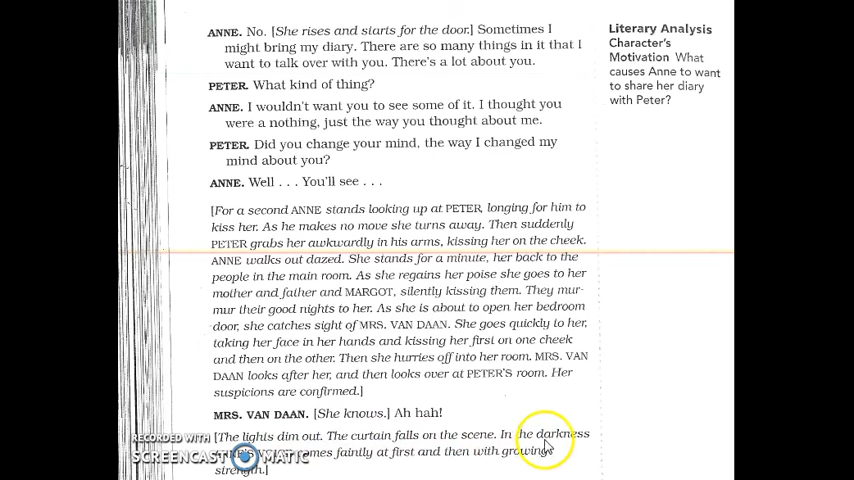 ANNE. No. [She rises and starts for the door.] Sometimes I
might bring my diary. There are so many things in it that I
want to talk over with you. There's a lot about you.
PETER. What kind of thing?
ANNE. I wouldn't want you to see some of it. I thought you
were a nothing, just the way you thought about me.
PETER. Did you change your mind, the way I changed my
mind about you?
ANNE. Well . . . You'll see . . .
[For a second ANNE stands looking up at PETER, longing for him to
kiss her. As he makes no move she turns away. Then suddenly
PETER grabs her awkwardly in his arms, kissing her on the cheek.
ANNE walks out dazed. She stands for a minute, her back to the
people in the main room. As she regains her poise she goes to her
mother and father and MARGOT, silently kissing them. They mur-
mur their good nights to her. As she is about to open her bedroom
door, she catches sight of MRS. VAN DAAN. She goes quickly to her,
taking her face in her hands and kissing her first on one cheek
and then on the other. Then she hurries off into her room. MRS. VAN
DAAN looks after her, and then looks over at PETER'S room. Her
suspicions are confirmed.]
MRS. VAN DAAN. [She knows.] Ah hah!
[The lights dim out. The curtain falls on the scene. In the darkness
ANNE'S comes faintly at first and then with growing
strength.]
Literary Analysis
Character's
Motivation What
causes Anne to want
to share her diary
with Peter?
RECORDED WITH
SCREENCAST MATIC